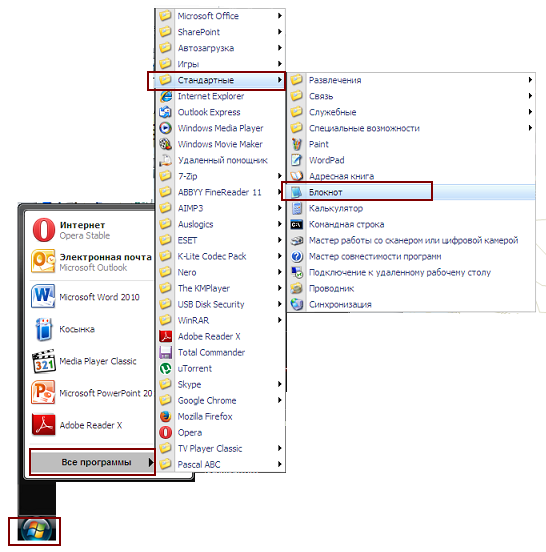 Microsoft Office
SharePoint
Автозагрузка
Игры
Стандартные
Internet Explorer
Outlook Express
Windows Media Player
Windows Movie Maker
Удаленный помощник
7-Zip
ABBYY FineReader 11
AIMP3
Auslogics
ESET
K-Lite Codec Pack
Nero
The KMPlayer
USB Disk Security
WinRAR
Adobe Reader X
Total Commander
uTorrent
Skype
Google Chrome
Mozilla Firefox
Opera
TV Player Classic
Pascal ABC
Развлечения
Связь
Служебные
Специальные возможности
Paint
WordPad
Адресная книга
Блокнот
Калькулятор
Командная строка
Мастер работы со сканером или цифровой камерой
Мастер совместимости программ
Подключение к удаленному рабочему столу
Проводник
Синхронизация
Интернет
Opera Stable
Электронная почта
Microsoft Outlook
Microsoft Word 2010
Косынка
Media Player Classic
Microsoft PowerPoint 20
Adobe Reader X
Все программы